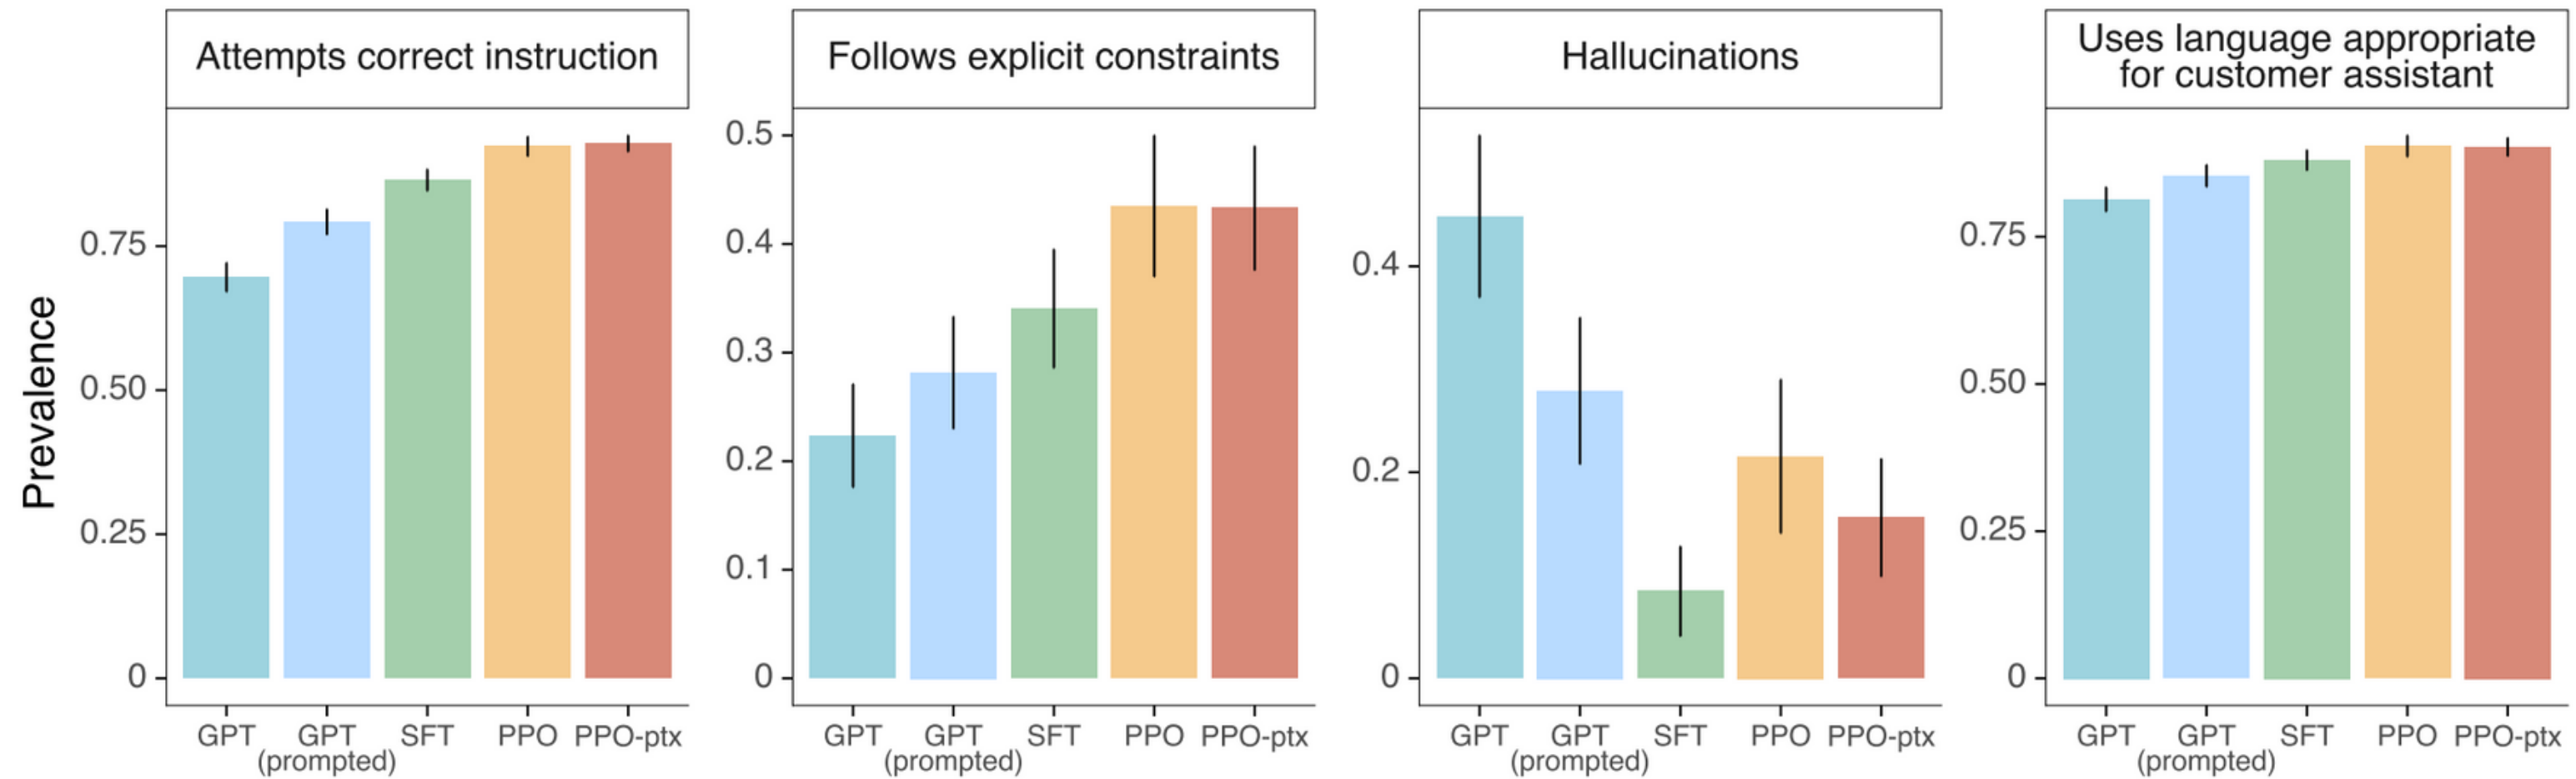 Attempts correct instruction
Follows explicit constraints
Hallucinations
Uses language appropriate
for customer assistant
Prevalence
0.75
0.50
0.25
0
GPT
GPT
(prompted)
SFT
PPO
PPO-ptx
0.5
0.4
0.3
0.2
0.1
0
GPT
GPT
(prompted)
SFT
PPO
PPO-ptx
0.4
0.2
0
GPT
GPT
(prompted)
SFT
PPO
PPO-ptx
0.75
0.50
0.25
0
GPT
GPT
(prompted)
SFT
PPO
PPO-ptx